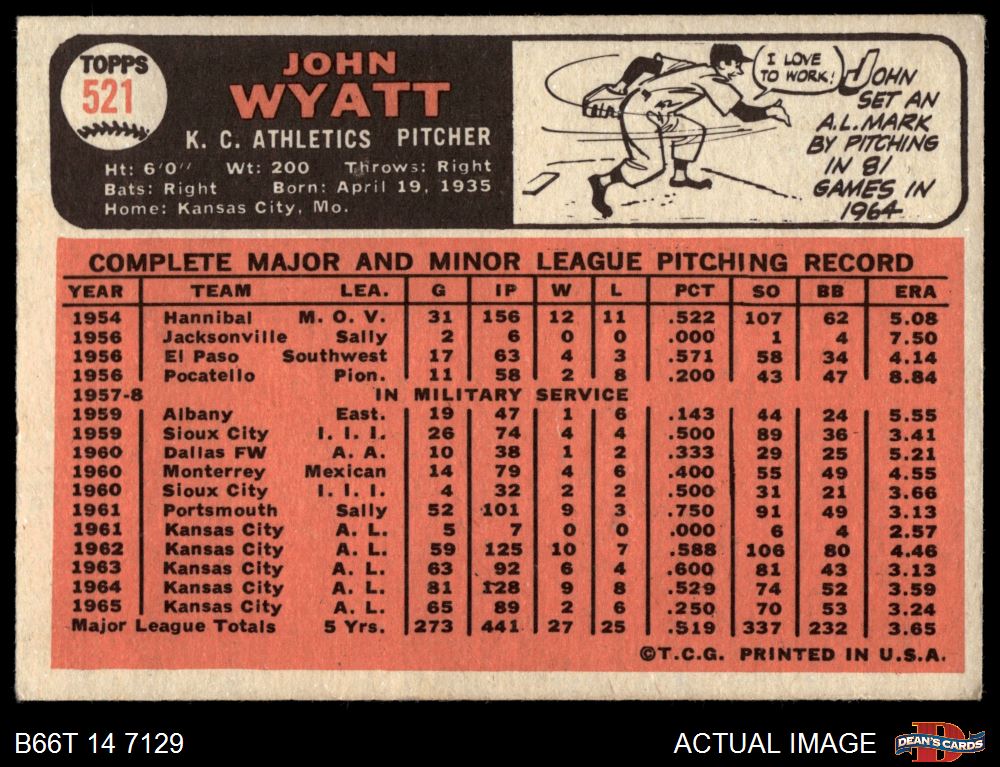 TOPPS
521
JOHN
WYATT
K. C. ATHLETICS PITCHER
Ht: 6'0" Wt: 200 Throws: Right
Bats: Right Born: April 19, 1935
Home: Kansas City, Mo.
I LOVE
TO WORK!
42
JOHN
SET AN
A.L. MARK
BY PITCHING
IN 81
GAMES IN
1964
COMPLETE MAJOR AND MINOR LEAGUE PITCHING RECORD
YEAR TEAM LEA. G IP W L PCT SO BB ERA
1954 Hannibal M. O. V. 31 156 12 11 .522 107 62 5.08
1956 Jacksonville Sally 2 6 0 0 .000 1 4 7.50
1956 El Paso Southwest 17 63 4 3 .571 58 34 4.14
1956 Pocatello Pion. 11 58 2 8 .200 43 47 8.84
1957-8 IN MILITARY SERVICE
1959 Albany East. 19 47 1 6 .143 44 24 5.55
1959 Sioux City I. I. I. 26 74 4 4 .500 89 36 3.41
1960 Dallas FW A. A. 10 38 1 2 .333 29 25 5.21
1960 Monterrey Mexican 14 79 4 6 .400 55 49 4.55
1960 Sioux City I. I. I. 4 32 2 2 .500 31 21 3.66
1961 Portsmouth Sally 52 101 9 3 .750 91 49 3.13
1961 Kansas City A. L. 5 7 0 0 .000 6 4 2.57
1962 Kansas City A. L. 59 125 10 7 .588 106 80 4.46
1963 Kansas City A. L. 63 92 6 4 .600 81 43 3.13
1964 Kansas City A. L. 81 128 9 8 .529 74 52 3.59
1965 Kansas City A. L. 65 89 2 6 .250 70 53 3.24
Major League Totals 5 Yrs. 273 441 27 25 .519 337 232 3.65
©T.C.G. PRINTED IN U.S.A.
B66T 14 7129
ACTUAL IMAGE
D
DEAN'S CARDS